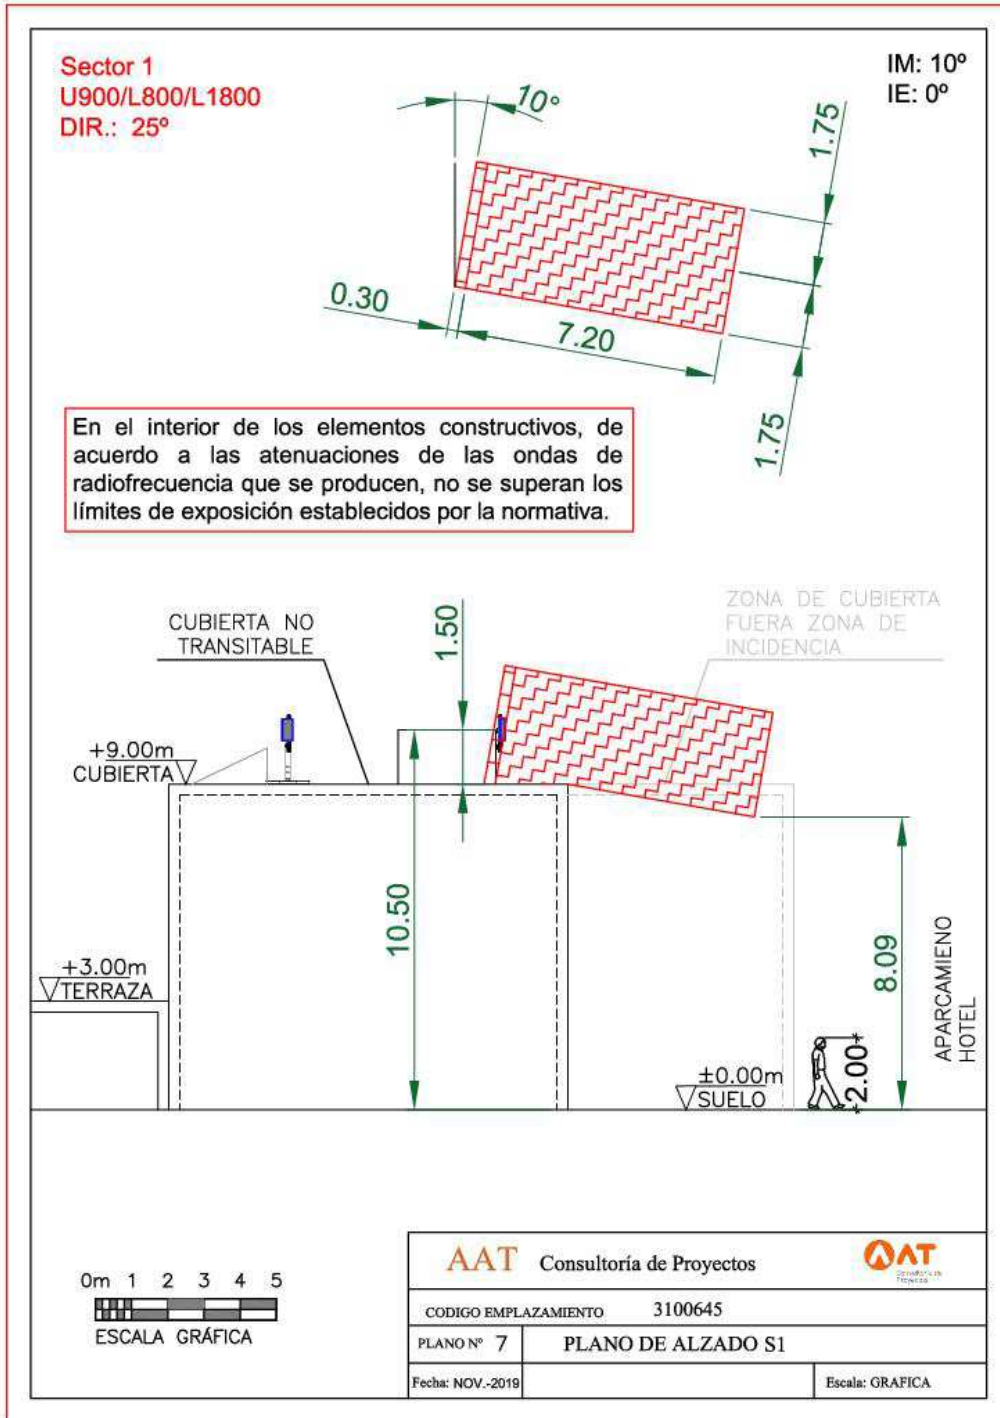 Sector 1
U900/L800/L1800
DIR.: 25º
IM: 10º
IE: 0º
10°
1.75
0.30
7.20
1.75
En el interior de los elementos constructivos, de
acuerdo a las atenuaciones de las ondas de
radiofrecuencia que se producen, no se superan los
límites de exposición establecidos por la normativa.
CUBIERTA NO
TRANSITABLE
1.50
ZONA DE CUBIERTA
FUERA ZONA DE
INCIDENCIA
+9.00m
CUBIERTA
10.50
8.09
+3.00m
TERRAZA
APARCAMIENO
HOTEL
±0.00m
SUELO
2.00
0m 1 2 3 4 5
ESCALA GRÁFICA
AAT Consultoría de Proyectos
AAT
Consultoría de
Proyectos
CODIGO EMPLAZAMIENTO 3100645
PLANO Nº 7 PLANO DE ALZADO S1
Fecha: NOV.-2019 Escala: GRAFICA